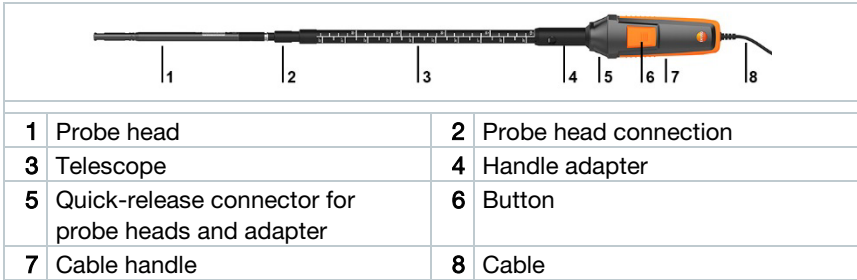 1 2 3 4 5 6 7 8
1 Probe head 2 Probe head connection
3 Telescope 4 Handle adapter
5 Quick-release connector for probe heads and adapter 6 Button
7 Cable handle 8 Cable